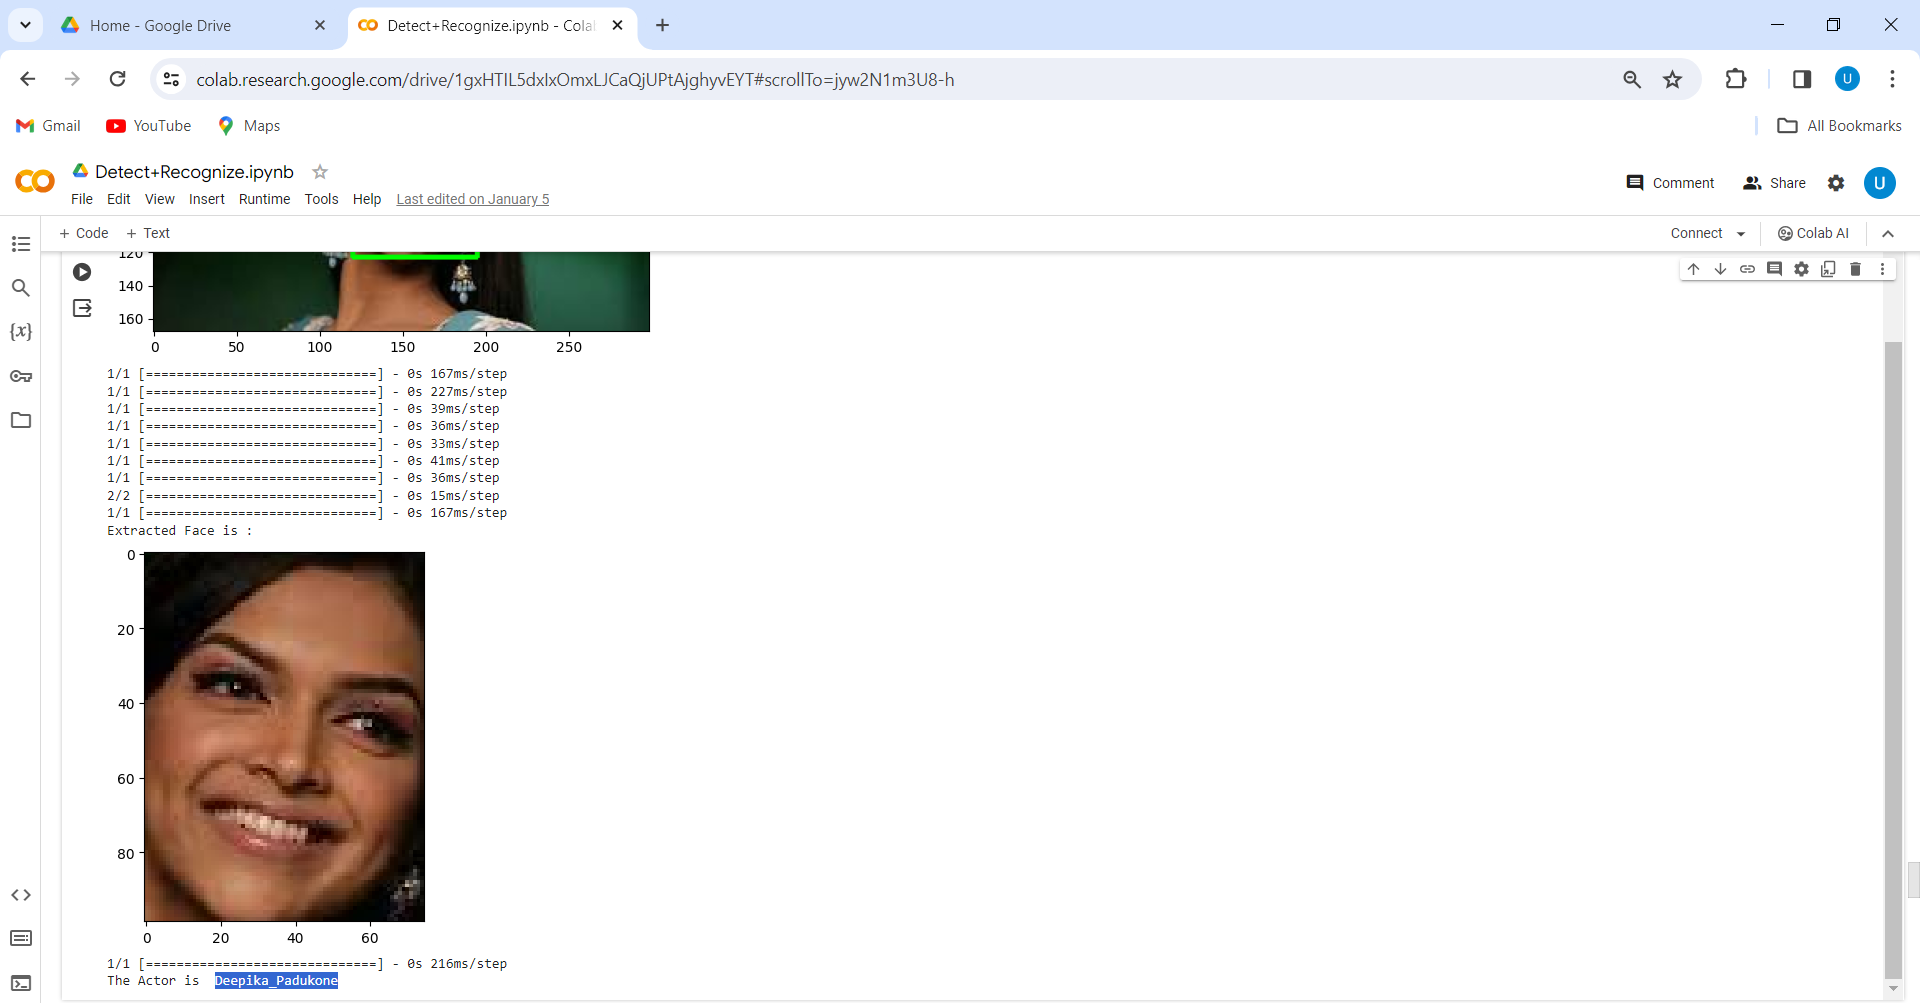 Home - Google Drive
Detect+Recognize.ipynb - Cola
colab.research.google.com/drive/1gxHTIL5dxIxOmxLJCaQjUPtAjghyvEYT#scrollTo=jyw2N1m3U8-h
U
Gmail YouTube Maps All Bookmarks
CO Detect+Recognize.ipynb
File Edit View Insert Runtime Tools Help Last edited on January 5
Comment Share U
+ Code + Text Connect Colab AI
{x}
120
140
160
0 50 100 150 200 250
1/1 [==============================] - 0s 167ms/step
1/1 [==============================] - 0s 227ms/step
1/1 [==============================] - 0s 39ms/step
1/1 [==============================] - 0s 36ms/step
1/1 [==============================] - 0s 33ms/step
1/1 [==============================] - 0s 41ms/step
1/1 [==============================] - 0s 36ms/step
2/2 [==============================] - 0s 15ms/step
1/1 [==============================] - 0s 167ms/step
Extracted Face is :
0
20
40
60
80
0 20 40 60
1/1 [==============================] - 0s 216ms/step
The Actor is  Deepika_Padukone